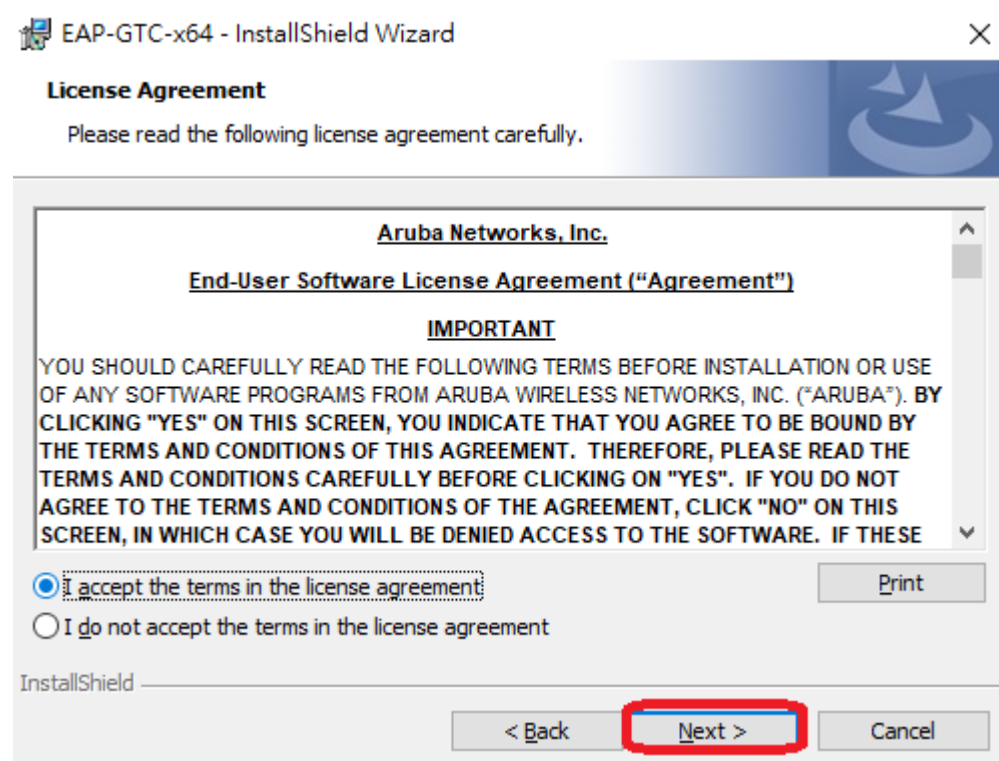 EAP-GTC-x64 - InstallShield Wizard
License Agreement
Please read the following license agreement carefully.
Aruba Networks, Inc.
End-User Software License Agreement (“Agreement”)
IMPORTANT
YOU SHOULD CAREFULLY READ THE FOLLOWING TERMS BEFORE INSTALLATION OR USE
OF ANY SOFTWARE PROGRAMS FROM ARUBA WIRELESS NETWORKS, INC. (“ARUBA”). BY
CLICKING "YES" ON THIS SCREEN, YOU INDICATE THAT YOU AGREE TO BE BOUND BY
THE TERMS AND CONDITIONS OF THIS AGREEMENT. THEREFORE, PLEASE READ THE
TERMS AND CONDITIONS CAREFULLY BEFORE CLICKING ON "YES". IF YOU DO NOT
AGREE TO THE TERMS AND CONDITIONS OF THE AGREEMENT, CLICK "NO" ON THIS
SCREEN, IN WHICH CASE YOU WILL BE DENIED ACCESS TO THE SOFTWARE. IF THESE
I accept the terms in the license agreement
Print
I do not accept the terms in the license agreement
InstallShield
< Back
Next >
Cancel